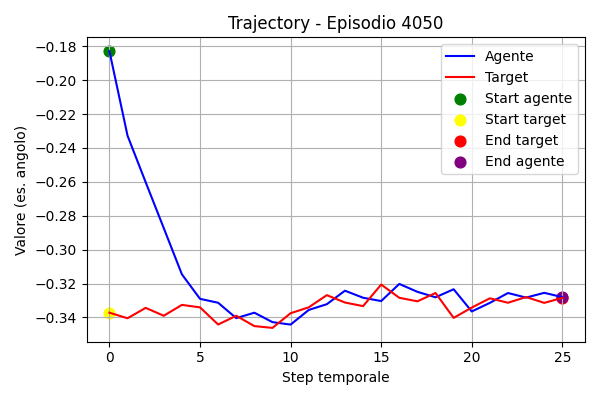 Trajectory - Episodio 4050
Valore (es. angolo)
−0.18
−0.20
−0.22
−0.24
−0.26
−0.28
−0.30
−0.32
−0.34
Agente
Target
Start agente
Start target
End target
End agente
0 5 10 15 20 25
Step temporale